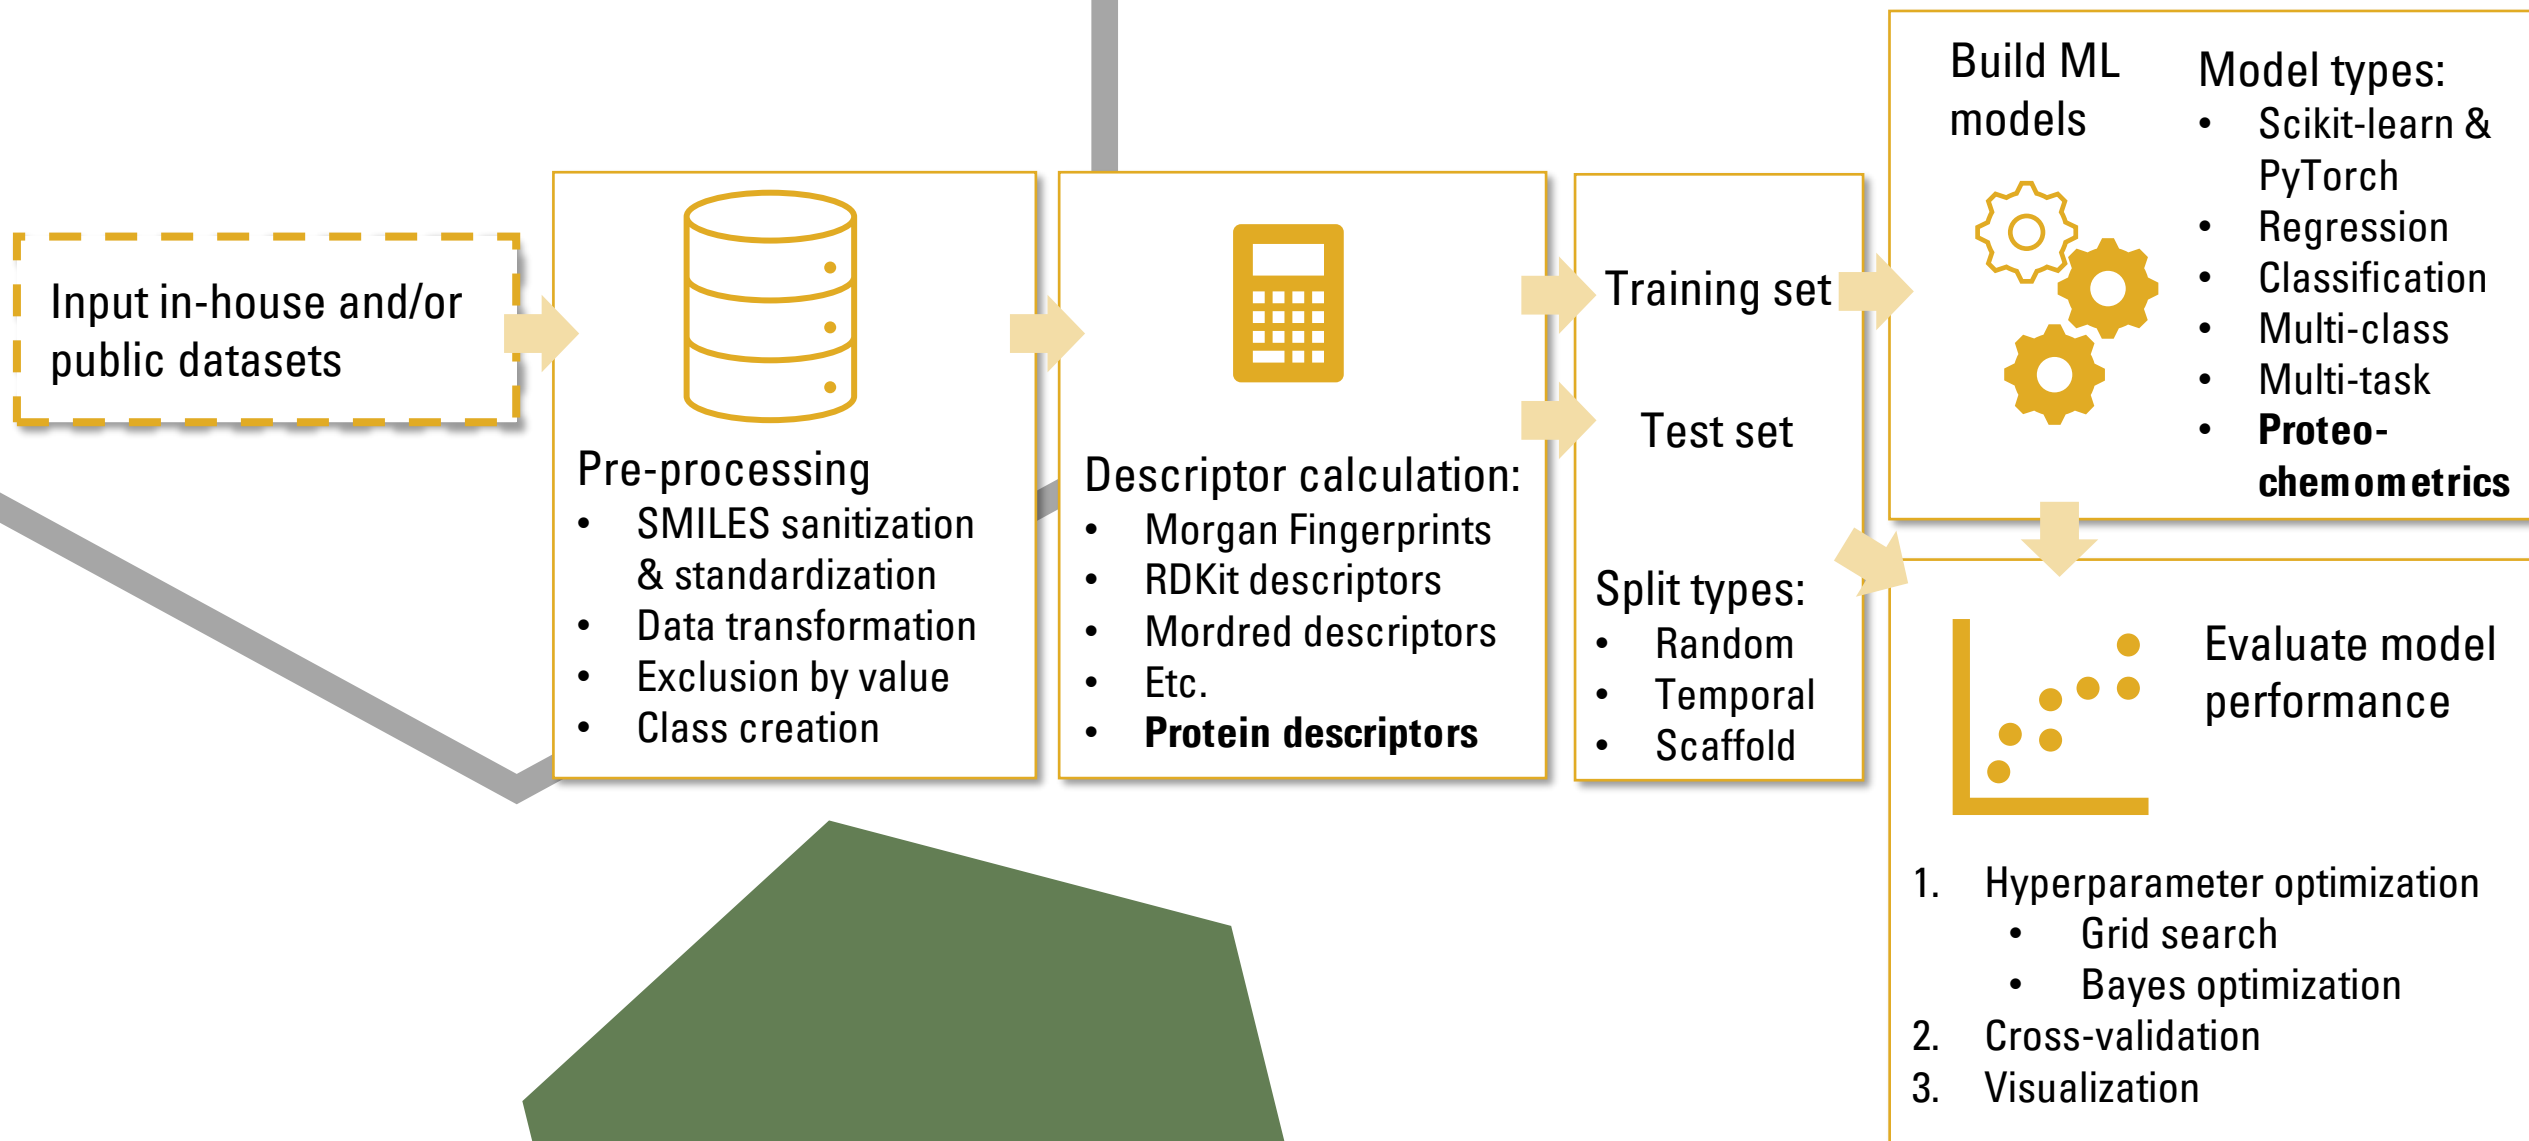 Input in-house and/or
public datasets
Pre-processing
• SMILES sanitization
& standardization
• Data transformation
• Exclusion by value
• Class creation
Descriptor calculation:
• Morgan Fingerprints
• RDKit descriptors
• Mordred descriptors
• Etc.
• Protein descriptors
Training set
Test set
Split types:
• Random
• Temporal
• Scaffold
Build ML
models
Model types:
• Scikit-learn &
PyTorch
• Regression
• Classification
• Multi-class
• Multi-task
• Proteo-
chemometrics
Evaluate model
performance
1. Hyperparameter optimization
• Grid search
• Bayes optimization
2. Cross-validation
3. Visualization